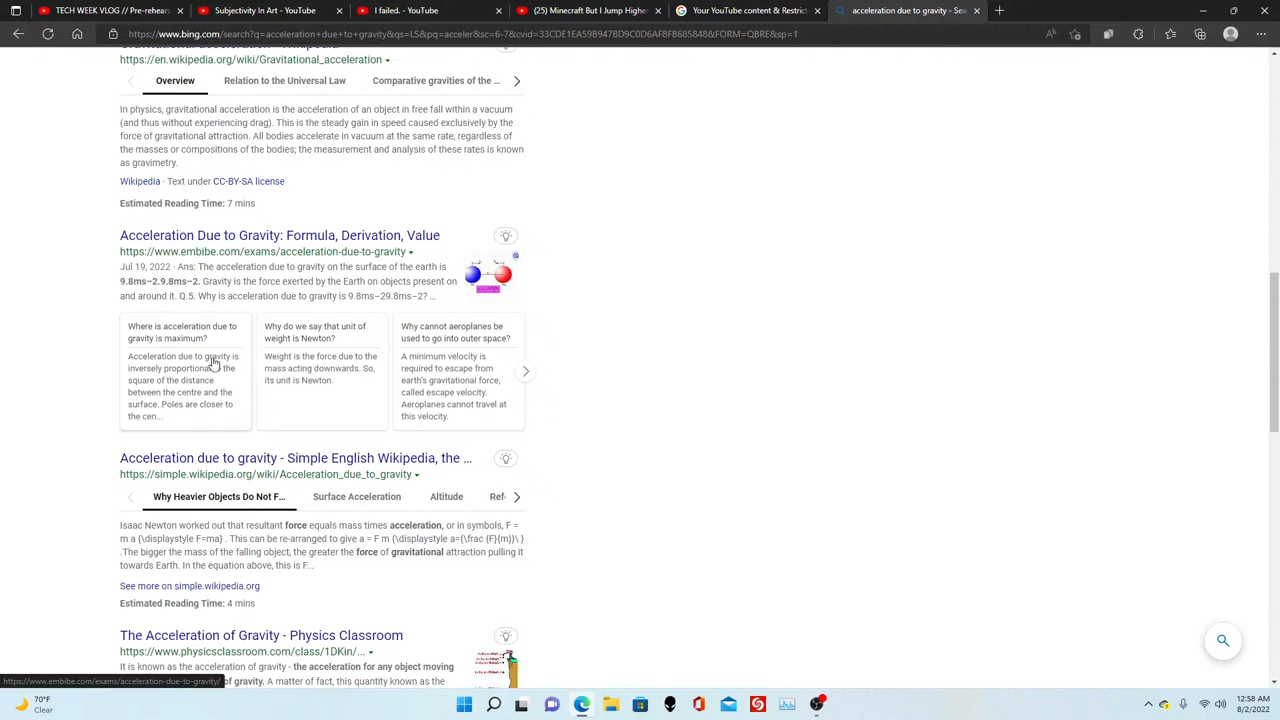 TECH WEEK VLOG // Pre-rehears
Subjectivity In Art - YouTube
I failed. - YouTube
(25) Minecraft But I Jump Higher
Your YouTube content & Restrict
acceleration due to gravity - Sea
https://www.bing.com/search?q=acceleration+due+to+gravity&qs=LS&pq=acceler&sc=6-7&cvid=33CDE1EA59B947BD9C0D6AF8FB685848&FORM=QBRE&sp=1
https://en.wikipedia.org/wiki/Gravitational_acceleration
Overview
Relation to the Universal Law
Comparative gravities of the ...
In physics, gravitational acceleration is the acceleration of an object in free fall within a vacuum
(and thus without experiencing drag). This is the steady gain in speed caused exclusively by the
force of gravitational attraction. All bodies accelerate in vacuum at the same rate, regardless of
the masses or compositions of the bodies; the measurement and analysis of these rates is known
as gravimetry.
Wikipedia · Text under CC-BY-SA license
Estimated Reading Time: 7 mins
Acceleration Due to Gravity: Formula, Derivation, Value
https://www.embibe.com/exams/acceleration-due-to-gravity
Jul 19, 2022 · Ans: The acceleration due to gravity on the surface of the earth is
9.8ms−2.9.8ms−2. Gravity is the force exerted by the Earth on objects present on
and around it. Q.5. Why is acceleration due to gravity is 9.8ms−29.8ms−2? ...
Where is acceleration due to
gravity is maximum?
Acceleration due to gravity is
inversely proportional the
square of the distance
between the centre and the
surface. Poles are closer to
the cen...
Why do we say that unit of
weight is Newton?
Weight is the force due to the
mass acting downwards. So,
its unit is Newton.
Why cannot aeroplanes be
used to go into outer space?
A minimum velocity is
required to escape from
earth's gravitational force,
called escape velocity.
Aeroplanes cannot travel at
this velocity.
Acceleration due to gravity - Simple English Wikipedia, the ...
https://simple.wikipedia.org/wiki/Acceleration_due_to_gravity
Why Heavier Objects Do Not F...
Surface Acceleration
Altitude
Ref
Isaac Newton worked out that resultant force equals mass times acceleration, or in symbols, F =
m a {\displaystyle F=ma} . This can be re-arranged to give a = F m {\displaystyle a={\frac {F}{m}}\ }
.The bigger the mass of the falling object, the greater the force of gravitational attraction pulling it
towards Earth. In the equation above, this is F...
See more on simple.wikipedia.org
Estimated Reading Time: 4 mins
The Acceleration of Gravity - Physics Classroom
https://www.physicsclassroom.com/class/1DKin/...
It is known as the acceleration of gravity - the acceleration for any object moving
of gravity. A matter of fact, this quantity known as the
https://www.embibe.com/exams/acceleration-due-to-gravity/
70°F
Clear
12:58 AM
8/2/2022